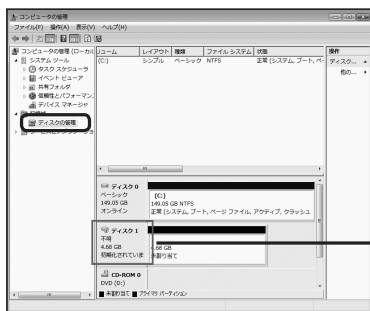 コンピュータの管理
ファイル(F) 操作(A) 表示(V) ヘルプ(H)
コンピュータの管理 (ローカル
システム ツール
タスク スケジューラ
イベント ビューア
共有フォルダ
信頼性とパフォーマンス
デバイス マネージャ
ディスクの管理
リューム レイアウト 種類 ファイル システム 状態
(C:) シンプル ベーシック NTFS 正常 (システム, ブート, ペ
操作
ディスク...
他の...
ディスク 0
ベーシック
149.05 GB
オンライン
(C:)
149.05 GB NTFS
正常 (システム, ブート, ページ ファイル, アクティブ, クラッシュ
ディスク 1
不明
4.68 GB
初期化されていま
4.68 GB
未割り当て
CD-ROM 0
DVD (D:)
未割り当て プライマリ パーティション